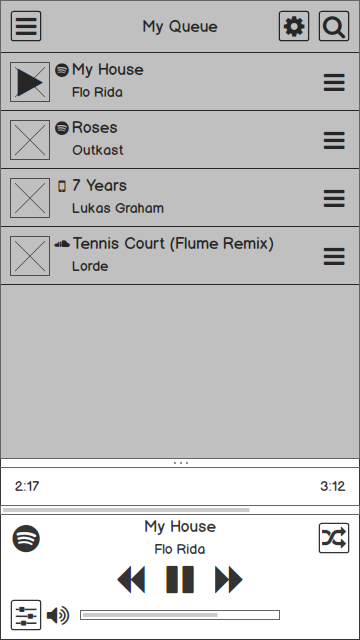 My Queue
My House
Flo Rida
Roses
Outkast
7 Years
Lukas Graham
Tennis Court (Flume Remix)
Lorde
2:17 3:12
My House
Flo Rida